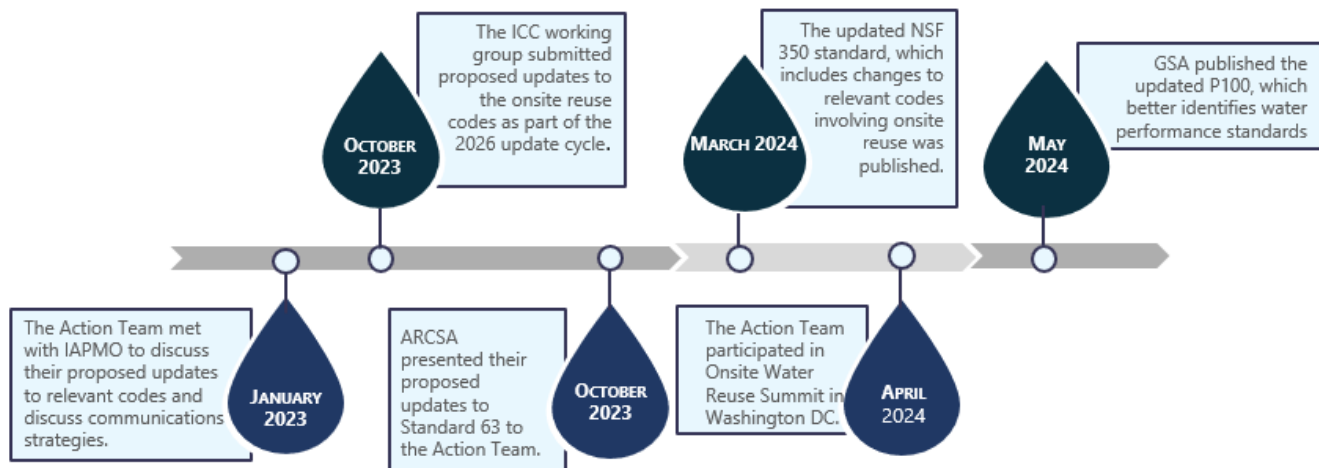 The ICC working
group submitted
proposed updates to
the onsite reuse
codes as part of the
2026 update cycle.
OCTOBER
2023
The updated NSF
350 standard, which
includes changes to
relevant codes
involving onsite
reuse was
published.
MARCH 2024
GSA published the
updated P100, which
better identifies water
performance standards
MAY
2024
The Action Team met
with IAPMO to discuss
their proposed updates
to relevant codes and
discuss communications
strategies.
JANUARY
2023
ARCSA
presented their
proposed
updates to
Standard 63 to
the Action Team.
OCTOBER
2023
The Action Team
participated in
Onsite Water
Reuse Summit in
Washington DC.
APRIL
2024